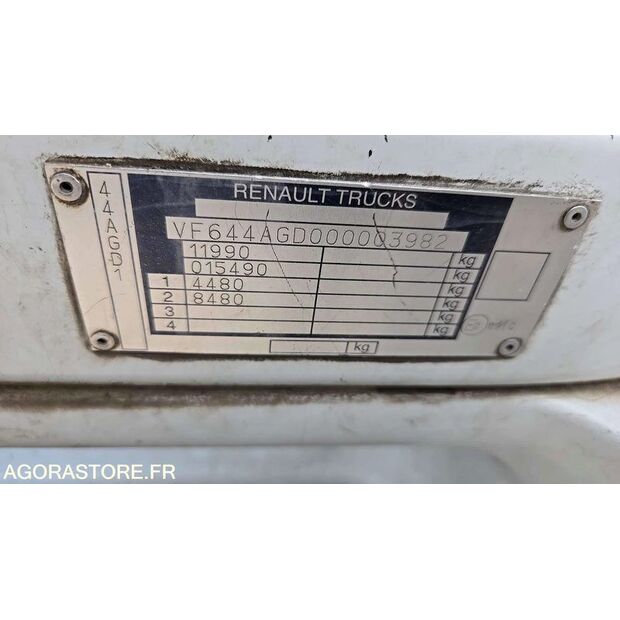 RENAULT TRUCKS
44AGD1
VF644AGD000003982
11990 kg
015490 kg
1 4480 kg
2 8480 kg
3 kg
4 kg
kg
AGORASTORE.FR